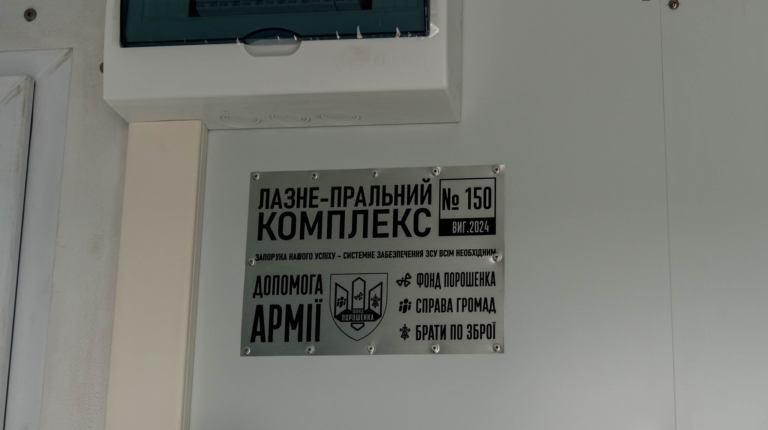 ЛАЗНЕ-ПРАЛЬНИЙ
КОМПЛЕКС
№ 150
ВИГ.2024
ЗАПОРУКА НАШОГО УСПІХУ – СИСТЕМНЕ ЗАБЕЗПЕЧЕННЯ ЗСУ ВСІМ НЕОБХІДНИМ
ДОПОМОГА
АРМІЇ
ФОНД
ПОРОШЕНКА
ФОНД ПОРОШЕНКА
СПРАВА ГРОМАД
БРАТИ ПО ЗБРОЇ